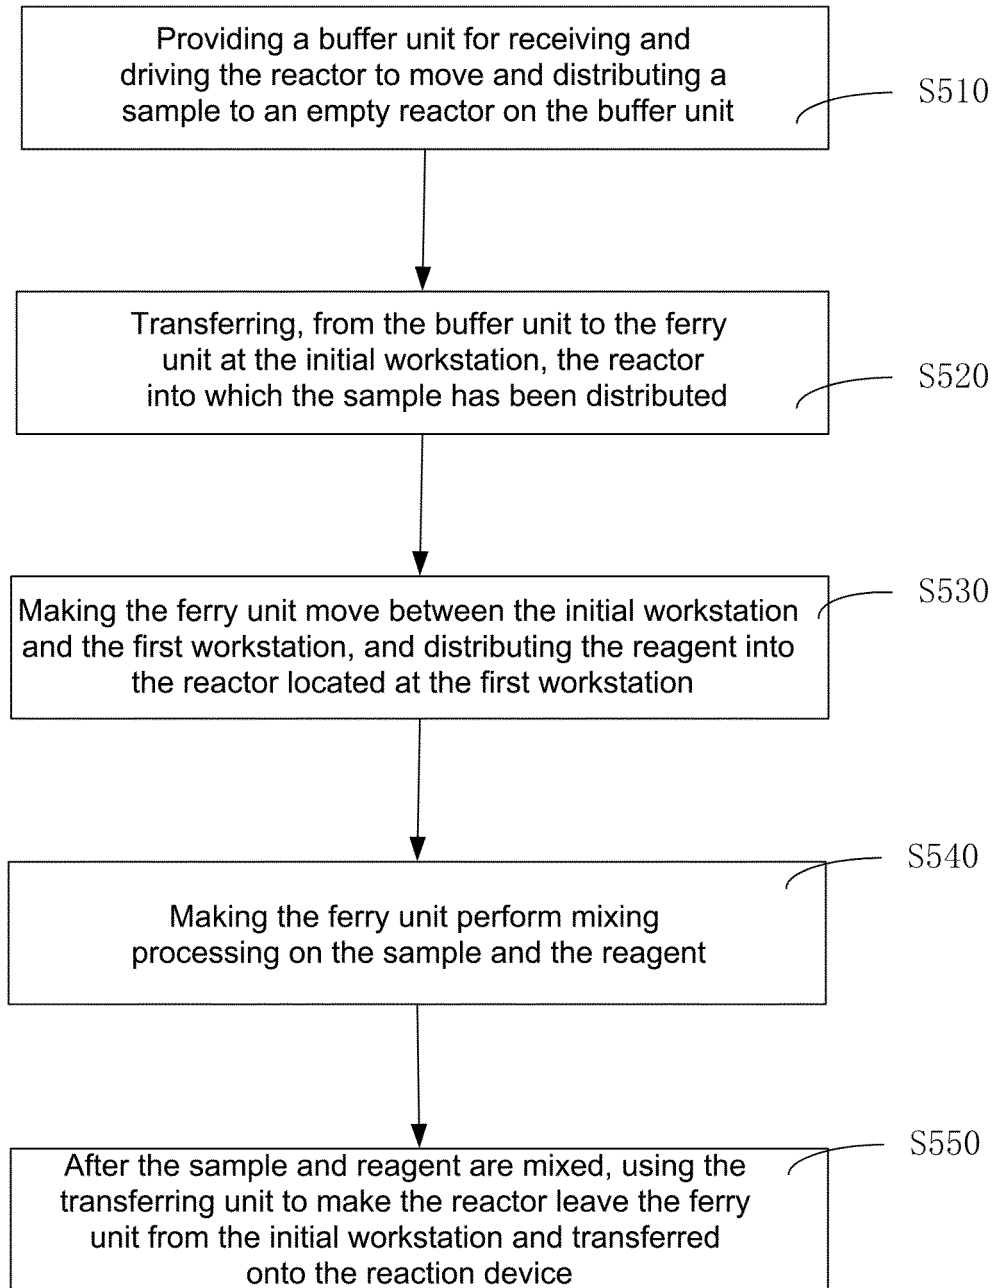 Providing a buffer unit for receiving and
driving the reactor to move and distributing a
sample to an empty reactor on the buffer unit
S510
Transferring, from the buffer unit to the ferry
unit at the initial workstation, the reactor
into which the sample has been distributed
S520
Making the ferry unit move between the initial workstation
and the first workstation, and distributing the reagent into
the reactor located at the first workstation
S530
Making the ferry unit perform mixing
processing on the sample and the reagent
S540
After the sample and reagent are mixed, using the
transferring unit to make the reactor leave the ferry
unit from the initial workstation and transferred
onto the reaction device
S550